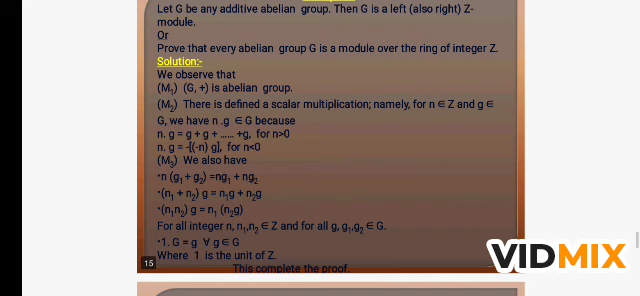 Let G be any additive abelian group. Then G is a left (also right) Z-
module.
Or
Prove that every abelian group G is a module over the ring of integer Z.
Solution:-
We observe that
(M₁) (G, +) is abelian group.
(M₂) There is defined a scalar multiplication; namely, for n ∈ Z and g ∈
G, we have n .g ∈ G because
n. g = g + g + ...... +g, for n>0
n. g = -[(-n) g], for n<0
(M₃) We also have
•n (g₁ + g₂) =ng₁ + ng₂
•(n₁ + n₂) g = n₁g + n₂g
•(n₁n₂) g = n₁ (n₂g)
For all integer n, n₁,n₂ ∈ Z and for all g, g₁,g₂ ∈ G.
•1. G = g ∀ g ∈ G
Where 1 is the unit of Z.
This complete the proof
15
VIDMIX